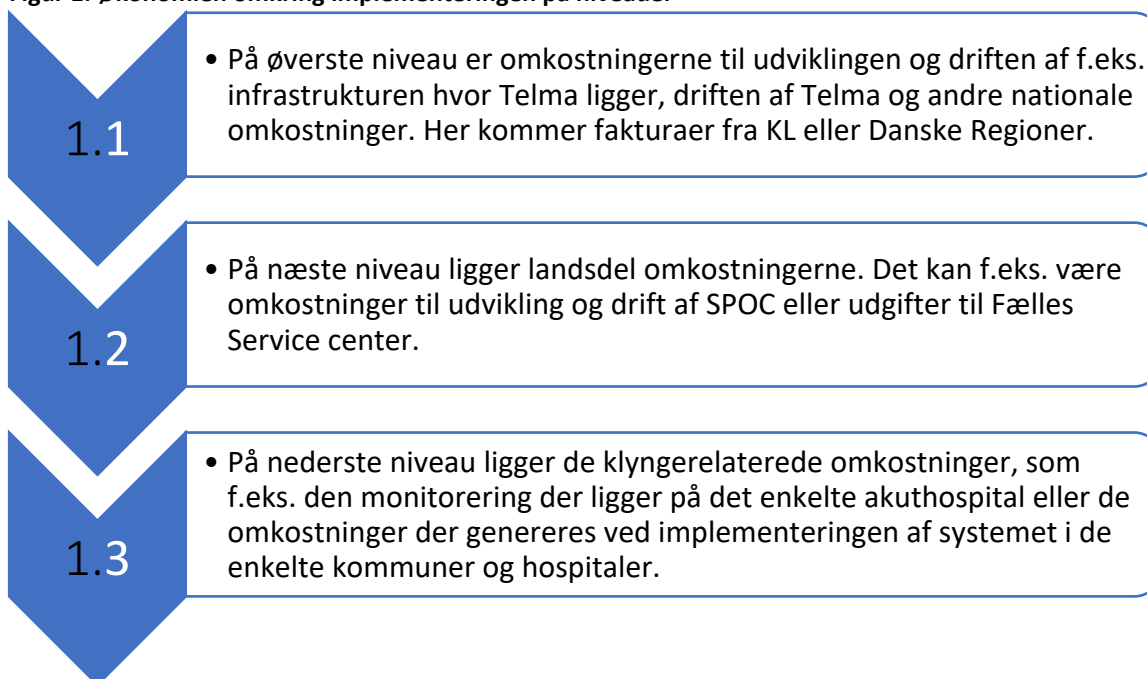 1.1
• På øverste niveau er omkostningerne til udviklingen og driften af f.eks.
infrastrukturen hvor Telma ligger, driften af Telma og andre nationale
omkostninger. Her kommer fakturaer fra KL eller Danske Regioner.
1.2
• På næste niveau ligger landsdel omkostningerne. Det kan f.eks. være
omkostninger til udvikling og drift af SPOC eller udgifter til Fælles
Service center.
1.3
• På nederste niveau ligger de klyngerelaterede omkostninger, som
f.eks. den monitorering der ligger på det enkelte akuthospital eller de
omkostninger der genereres ved implementeringen af systemet i de
enkelte kommuner og hospitaler.